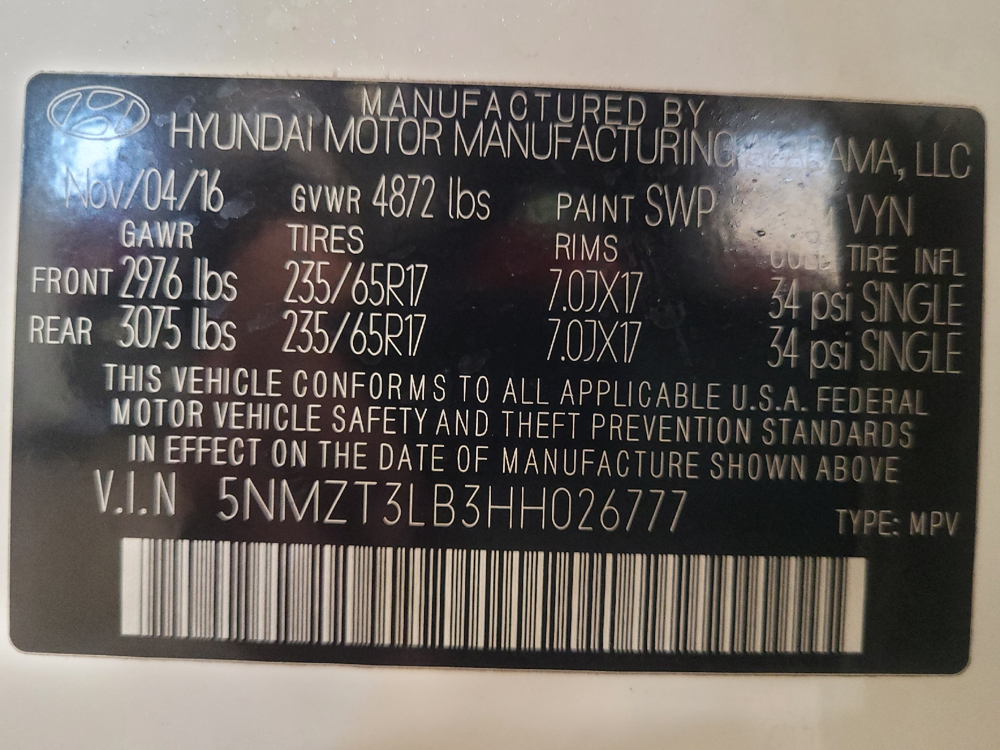 MANUFACTURED BY
HYUNDAI MOTOR MANUFACTURING ALABAMA, LLC
Nov/04/16 GVWR 4872 lbs PAINT SWP VYN
GAWR TIRES RIMS COLD TIRE INFL
FRONT 2976 lbs 235/65R17 7.0JX17 34 psi SINGLE
REAR 3075 lbs 235/65R17 7.0JX17 34 psi SINGLE
THIS VEHICLE CONFORMS TO ALL APPLICABLE U.S.A. FEDERAL
MOTOR VEHICLE SAFETY AND THEFT PREVENTION STANDARDS
IN EFFECT ON THE DATE OF MANUFACTURE SHOWN ABOVE
V.I.N 5NMZT3LB3HH026777
TYPE: MPV